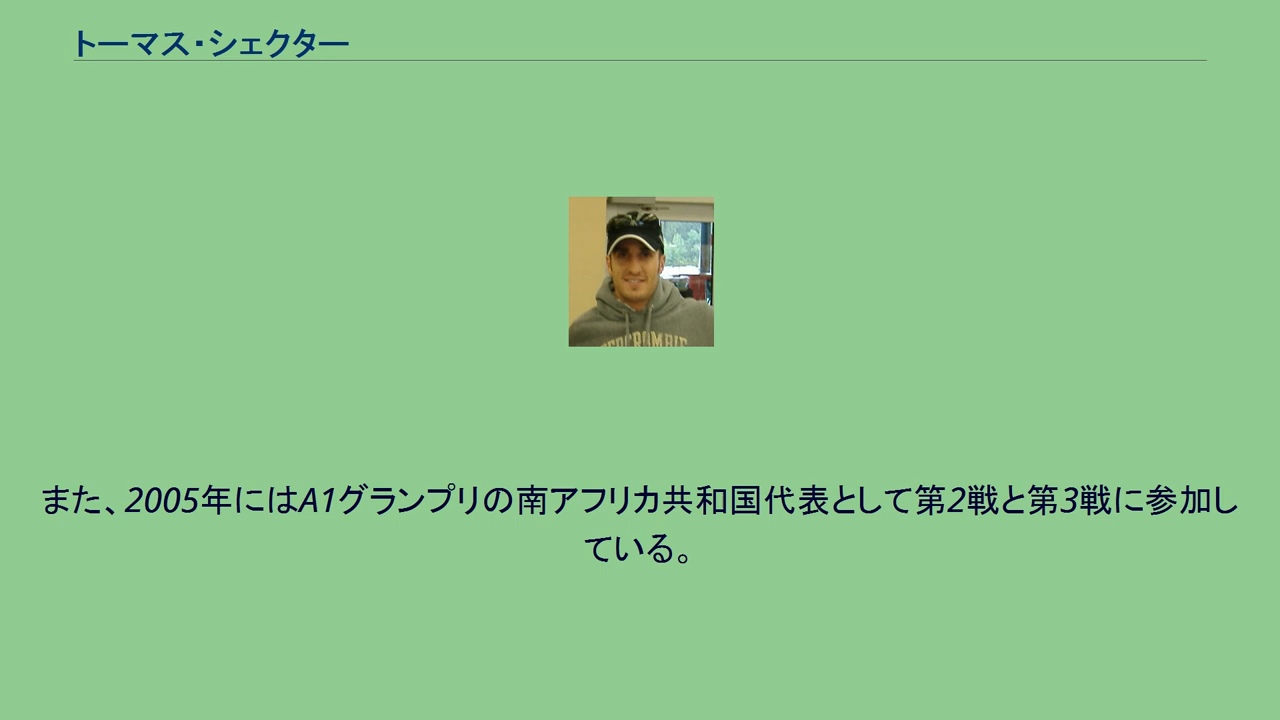 トーマス・シェクター
また、2005年にはA1グランプリの南アフリカ共和国代表として第2戦と第3戦に参加し
ている。